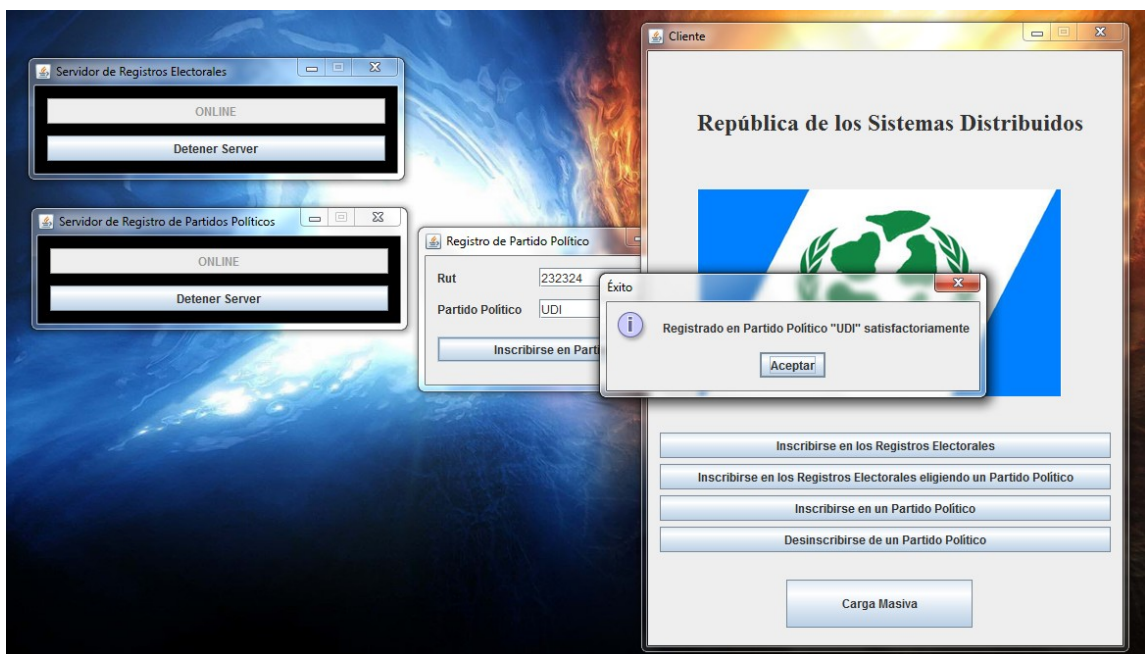 Servidor de Registros Electorales
ONLINE
Detener Server
Servidor de Registro de Partidos Políticos
ONLINE
Detener Server
Registro de Partido Político
Rut
232324
Partido Político
UDI
Inscribirse en
Éxito
Registrado en Partido Político "UDI" satisfactoriamente
Aceptar
Cliente
República de los Sistemas Distribuidos
Inscribirse en los Registros Electorales
Inscribirse en los Registros Electorales eligiendo un Partido Político
Inscribirse en un Partido Político
Desinscribirse de un Partido Político
Carga Masiva